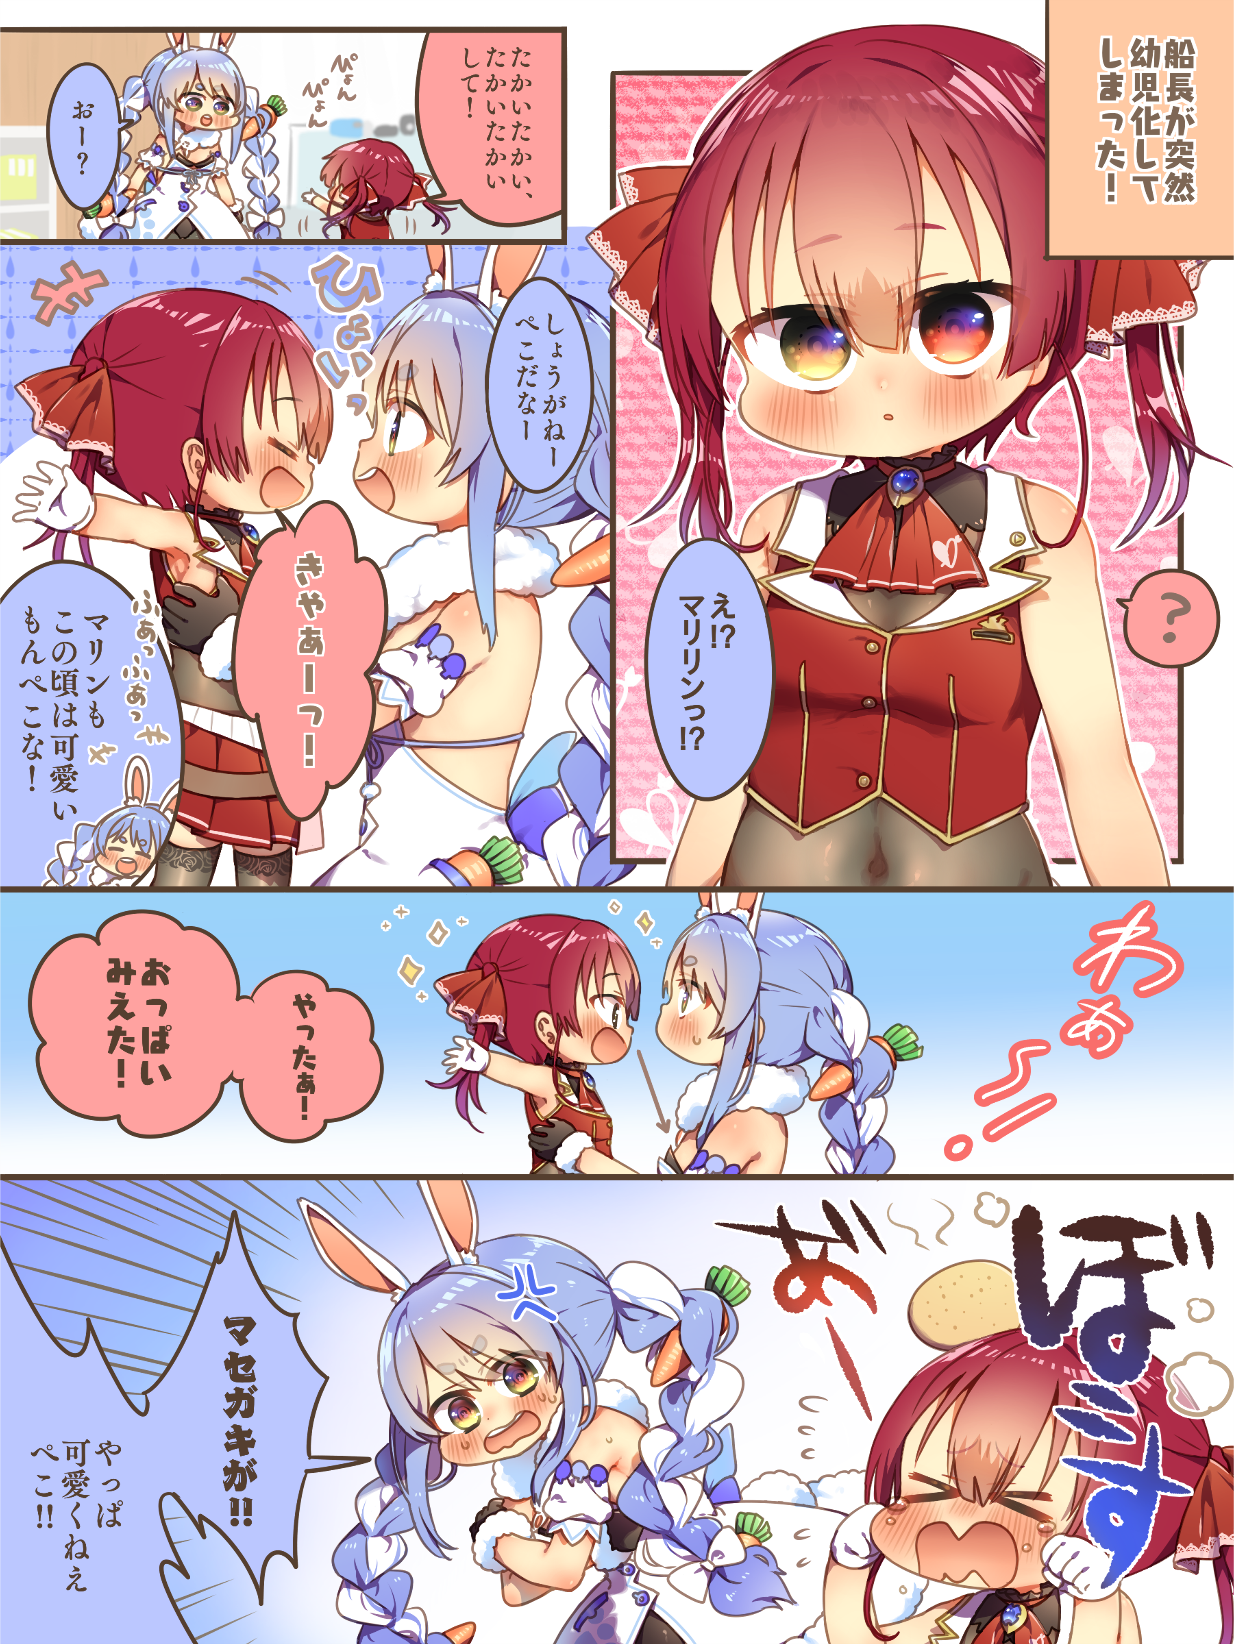 船長が突然
幼児化して
しまった！
え!?
マリリンっ!?
？
たかいたかい、
たかいたかい
して！
ぴょん
ぴょん
おー？
しょうがねー
ぺこだなー
ひょいっ
きゃあーっ！
マリンも
この頃は可愛い
もんぺこな！
ふぁっふぁっ
わぁーー。
やったぁ！
おっぱい
みえた！
ぼこす
あ゛ー
マセガキが!!
やっぱ
可愛くねえ
ぺこ!!